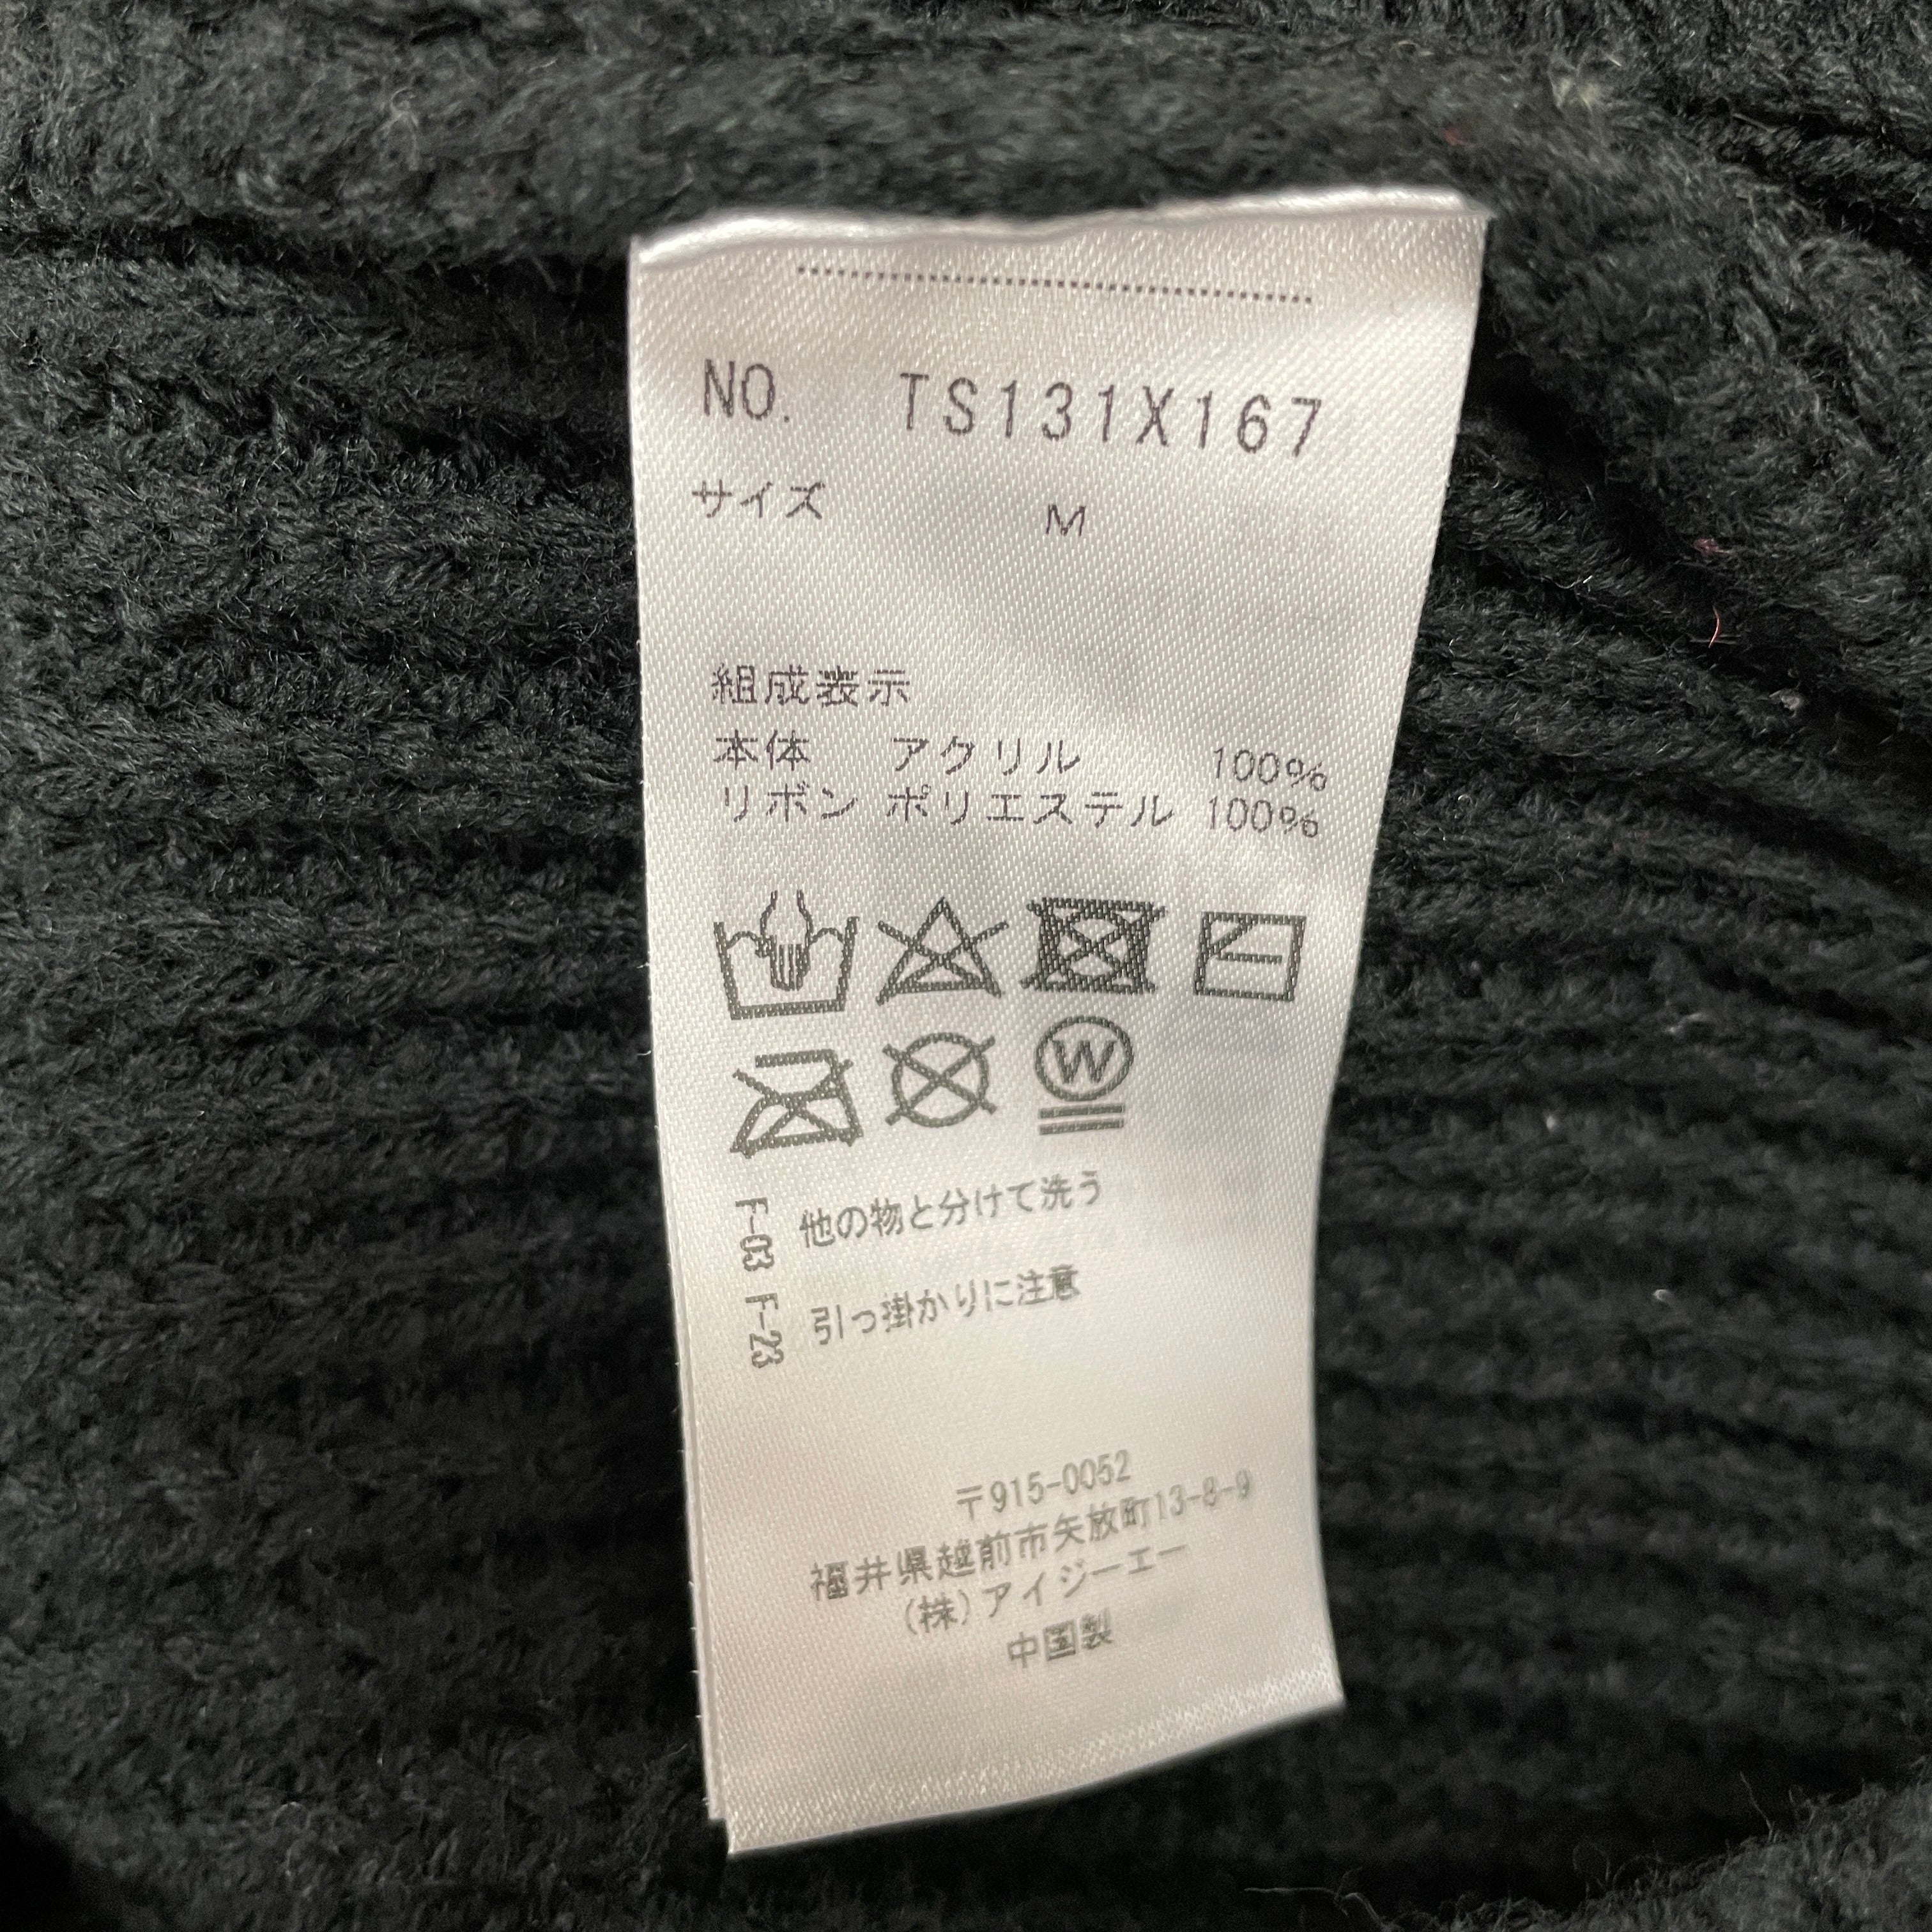 NO. TS131X167
サイズ M
組成表示
本体 アクリル 100%
リボン ポリエステル 100%
W
F-03 他の物と分けて洗う
F-23 引っ掛かりに注意
〒915-0052
福井県越前市矢放町13-8-9
(株)アイジーエー
中国製